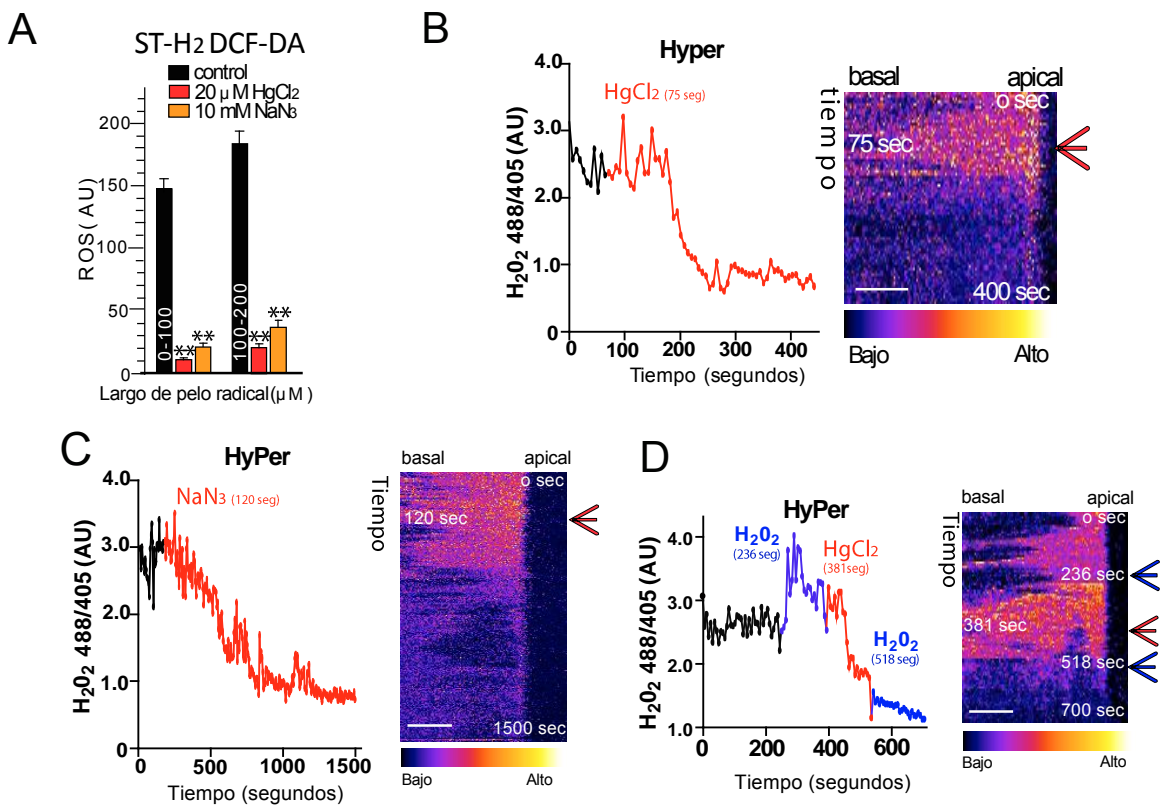 A
ST-H2 DCF-DA
control
20 µM HgCl2
10 mM NaN3
ROS( AU)
200
150
100
50
0
0-100
**
**
100-200
**
**
Largo de pelo radical(µ M)
B
Hyper
H2O2 488/405 (AU)
4.0
3.0
2.0
1.0
0
HgCl2 (75 seg)
0
100
200
300
400
Tiempo (segundos)
basal
apical
tiempo
o sec
75 sec
400 sec
Bajo
Alto
C
HyPer
H2O2 488/405 (AU)
4.0
3.0
2.0
1.0
0
NaN3 (120 seg)
0
500
1000
1500
Tiempo (segundos)
basal
apical
Tiempo
o sec
120 sec
1500 sec
Bajo
Alto
D
HyPer
H2O2 488/405 (AU)
4.0
3.0
2.0
1.0
H2O2
(236 seg)
HgCl2
(381seg)
H2O2
(518 seg)
0
200
400
600
Tiempo (segundos)
basal
apical
Tiempo
o sec
236 sec
381 sec
518 sec
700 sec
Bajo
Alto